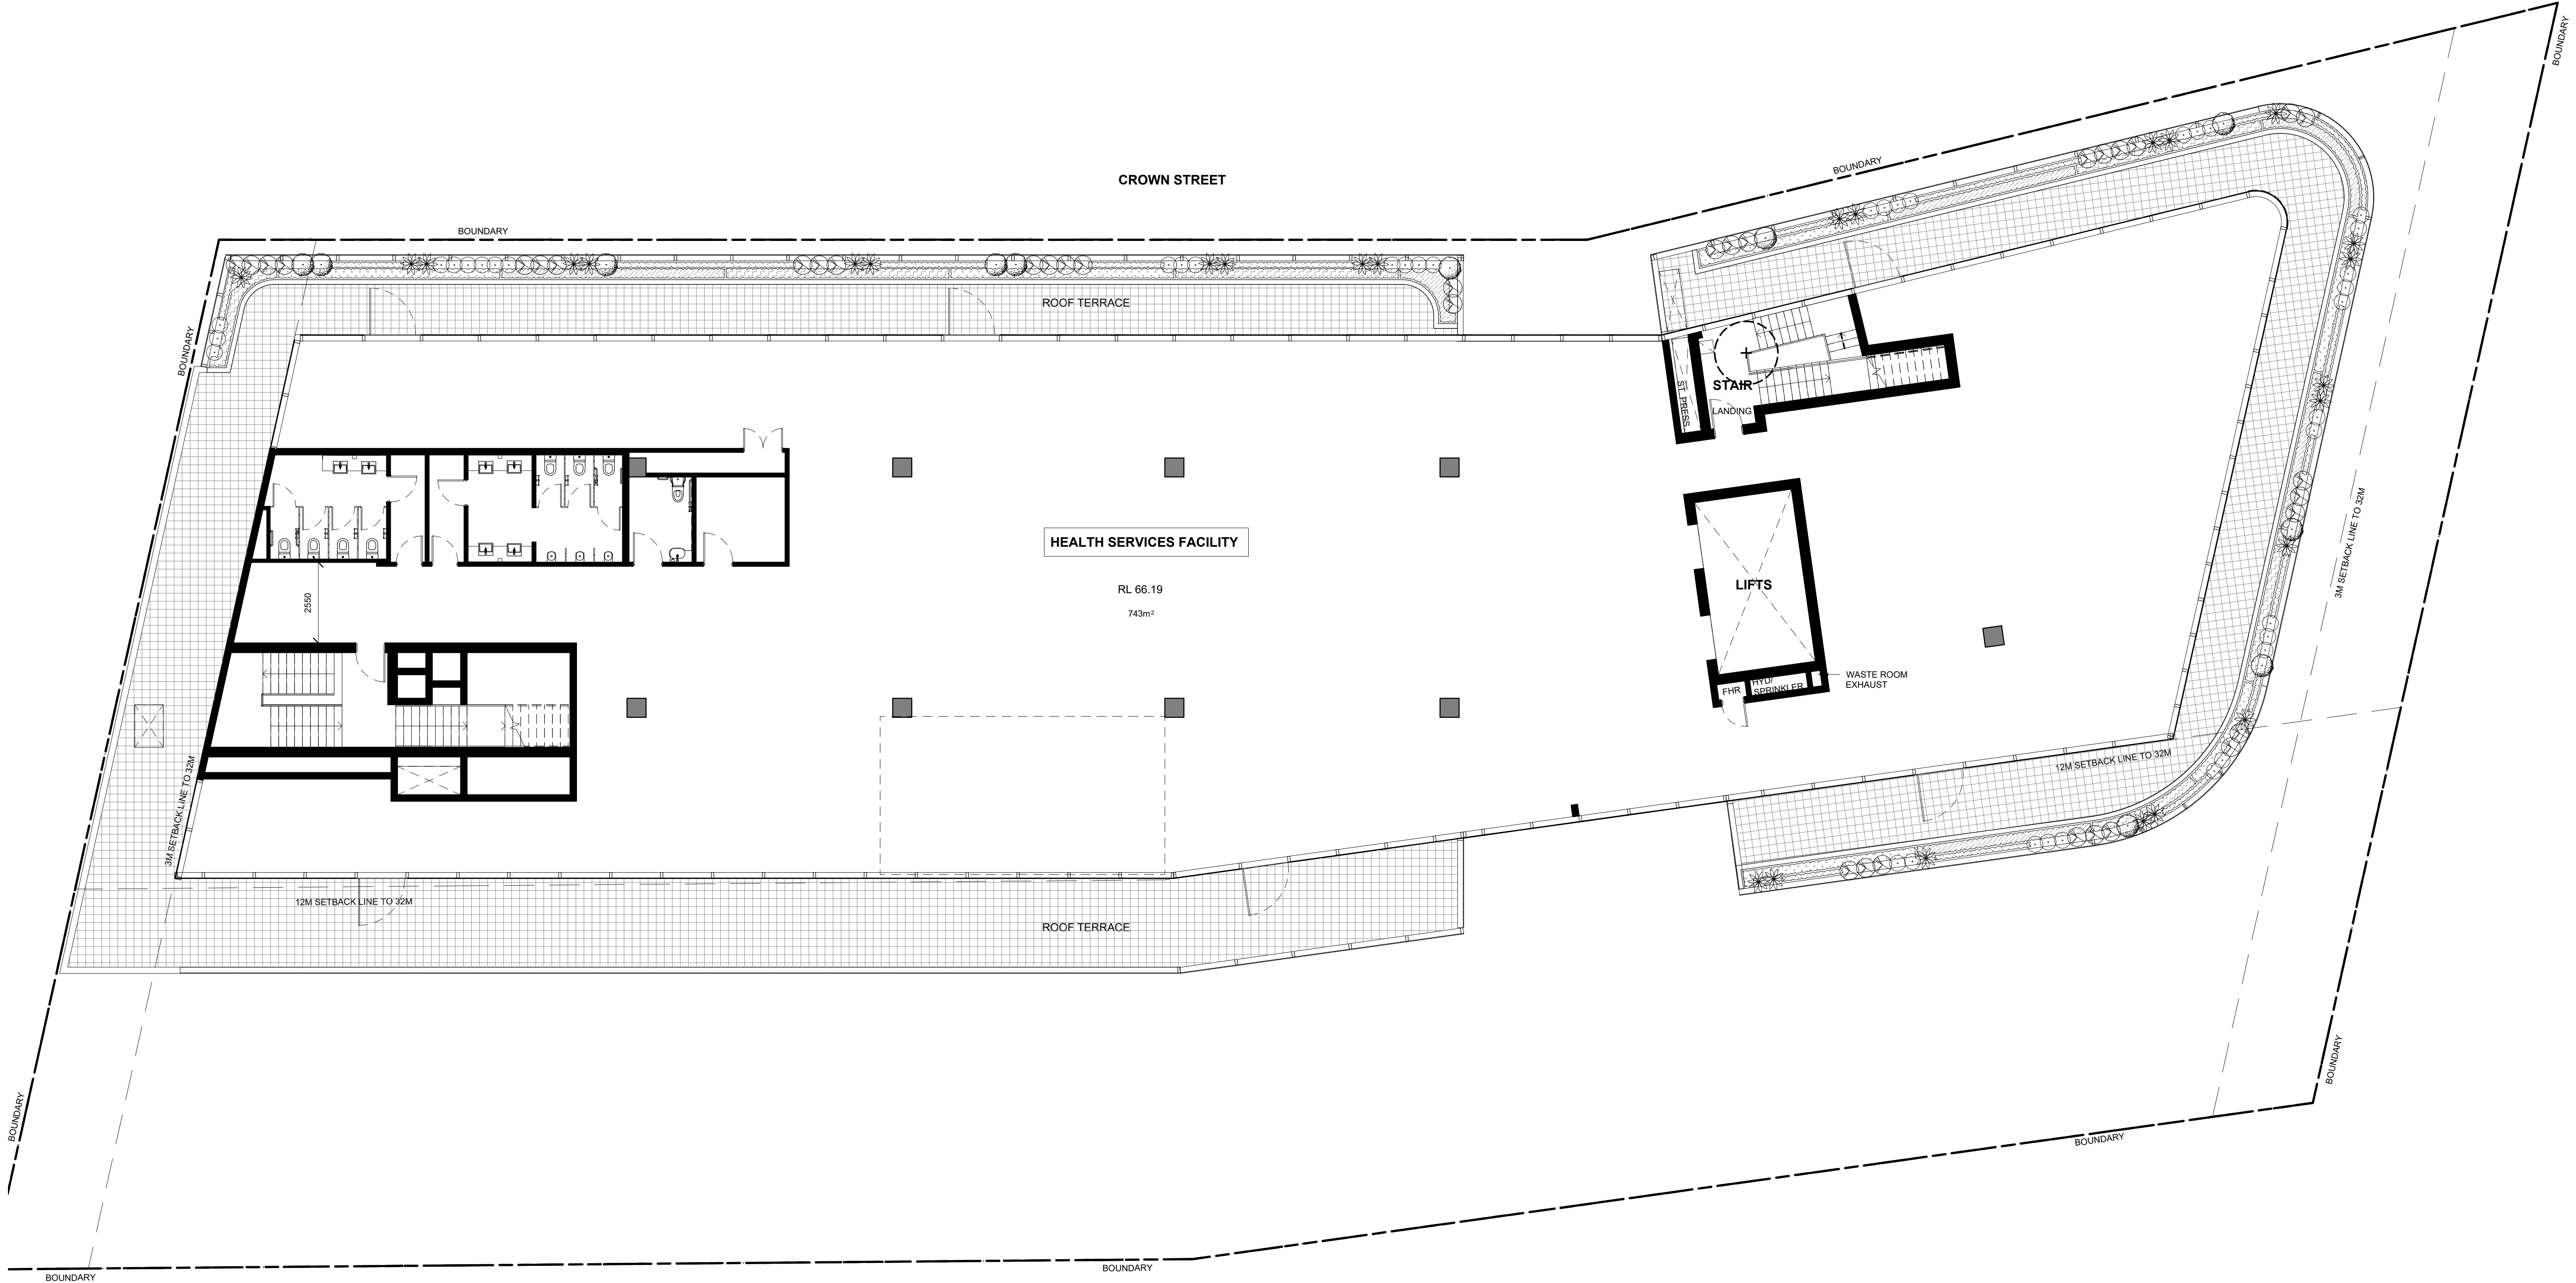 BOUNDARY
BOUNDARY
CROWN STREET
BOUNDARY
ROOF TERRACE
BOUNDARY
STAIR
LANDING
ST. PRESS
HEALTH SERVICES FACILITY
RL 66.19
743m²
2550
LIFTS
3M SETBACK LINE TO 32M
FHR
HYD/
SPRINKLER
WASTE ROOM
EXHAUST
12M SETBACK LINE TO 32M
3M SETBACK LINE TO 32M
12M SETBACK LINE TO 32M
ROOF TERRACE
BOUNDARY
BOUNDARY
BOUNDARY
BOUNDARY
BOUNDARY